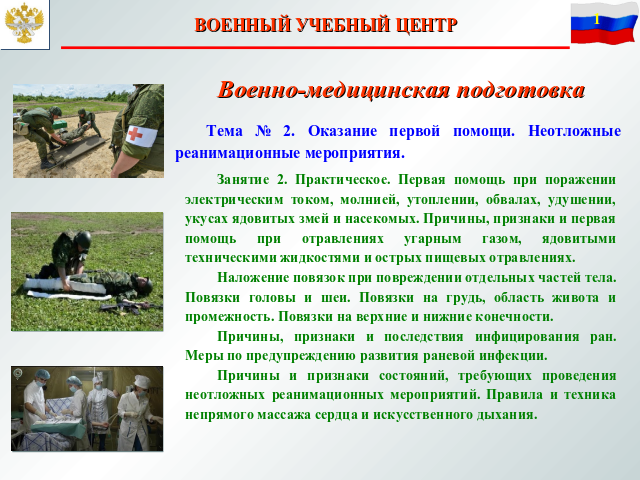 ВОЕННЫЙ УЧЕБНЫЙ ЦЕНТР
1
Военно-медицинская подготовка
Тема № 2. Оказание первой помощи. Неотложные
реанимационные мероприятия.
Занятие 2. Практическое. Первая помощь при поражении
электрическим током, молнией, утоплении, обвалах, удушении,
укусах ядовитых змей и насекомых. Причины, признаки и первая
помощь при отравлениях угарным газом, ядовитыми
техническими жидкостями и острых пищевых отравлениях.
Наложение повязок при повреждении отдельных частей тела.
Повязки головы и шеи. Повязки на грудь, область живота и
промежность. Повязки на верхние и нижние конечности.
Причины, признаки и последствия инфицирования ран.
Меры по предупреждению развития раневой инфекции.
Причины и признаки состояний, требующих проведения
неотложных реанимационных мероприятий. Правила и техника
непрямого массажа сердца и искусственного дыхания.